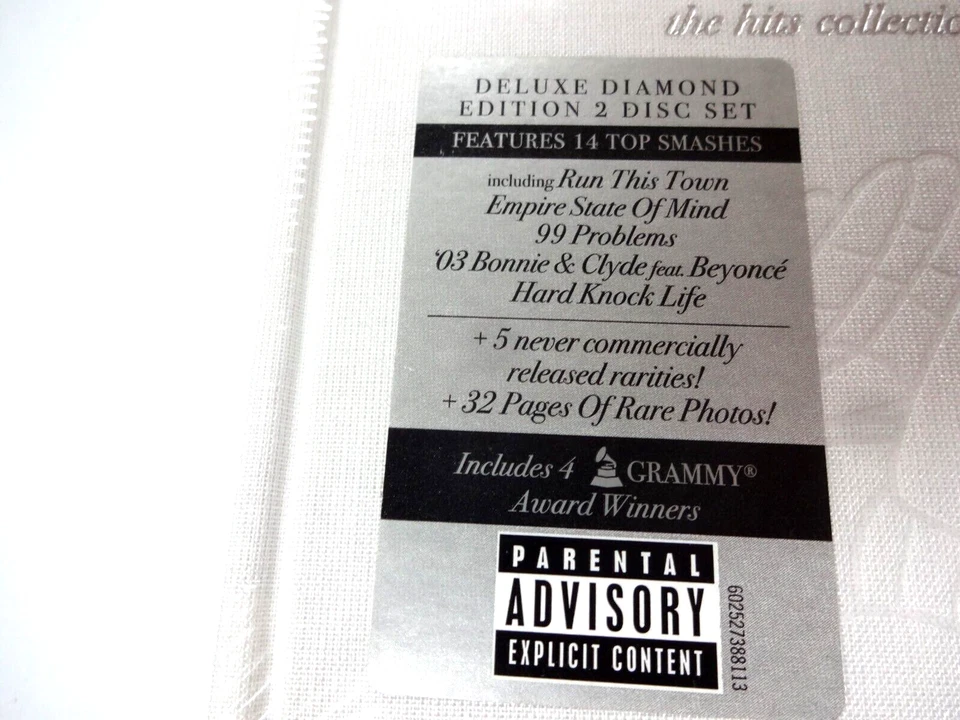 the hits collectio
DELUXE DIAMOND
EDITION 2 DISC SET
FEATURES 14 TOP SMASHES
including Run This Town
Empire State Of Mind
99 Problems
'03 Bonnie & Clyde feat. Beyoncé
Hard Knock Life
+ 5 never commercially
released rarities!
+ 32 Pages Of Rare Photos!
Includes 4 GRAMMY®
Award Winners
PARENTAL
ADVISORY
EXPLICIT CONTENT
602527388113